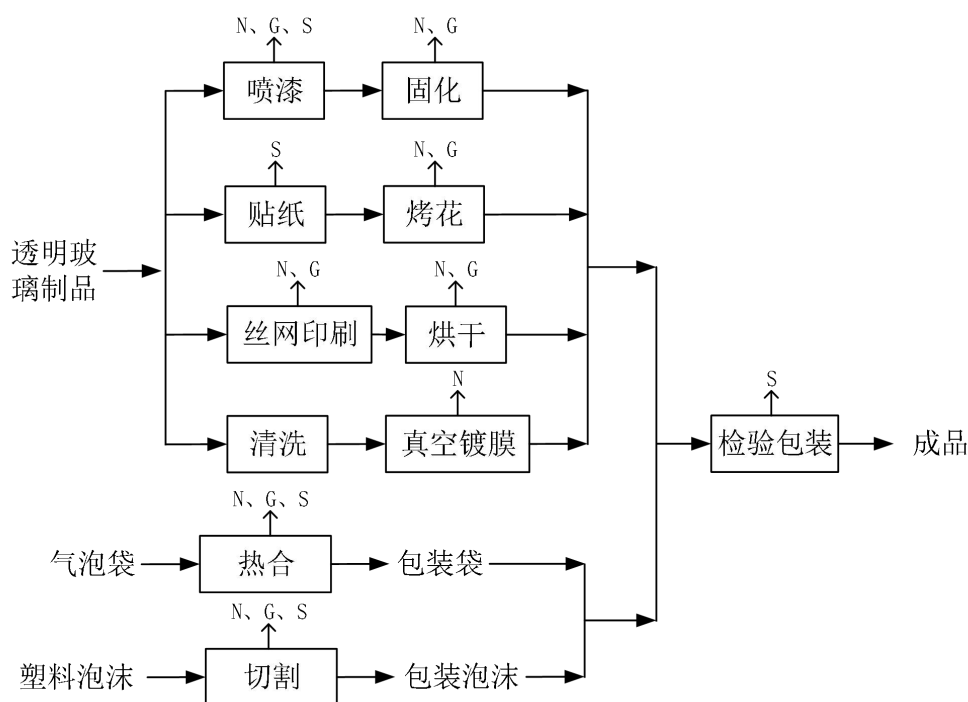 N、G、S
N、G
喷漆
固化
S
N、G
贴纸
烤花
透明玻
璃制品
N、G
N、G
丝网印刷
烘干
N
S
清洗
真空镀膜
检验包装
成品
N、G、S
气泡袋
热合
包装袋
N、G、S
塑料泡沫
切割
包装泡沫